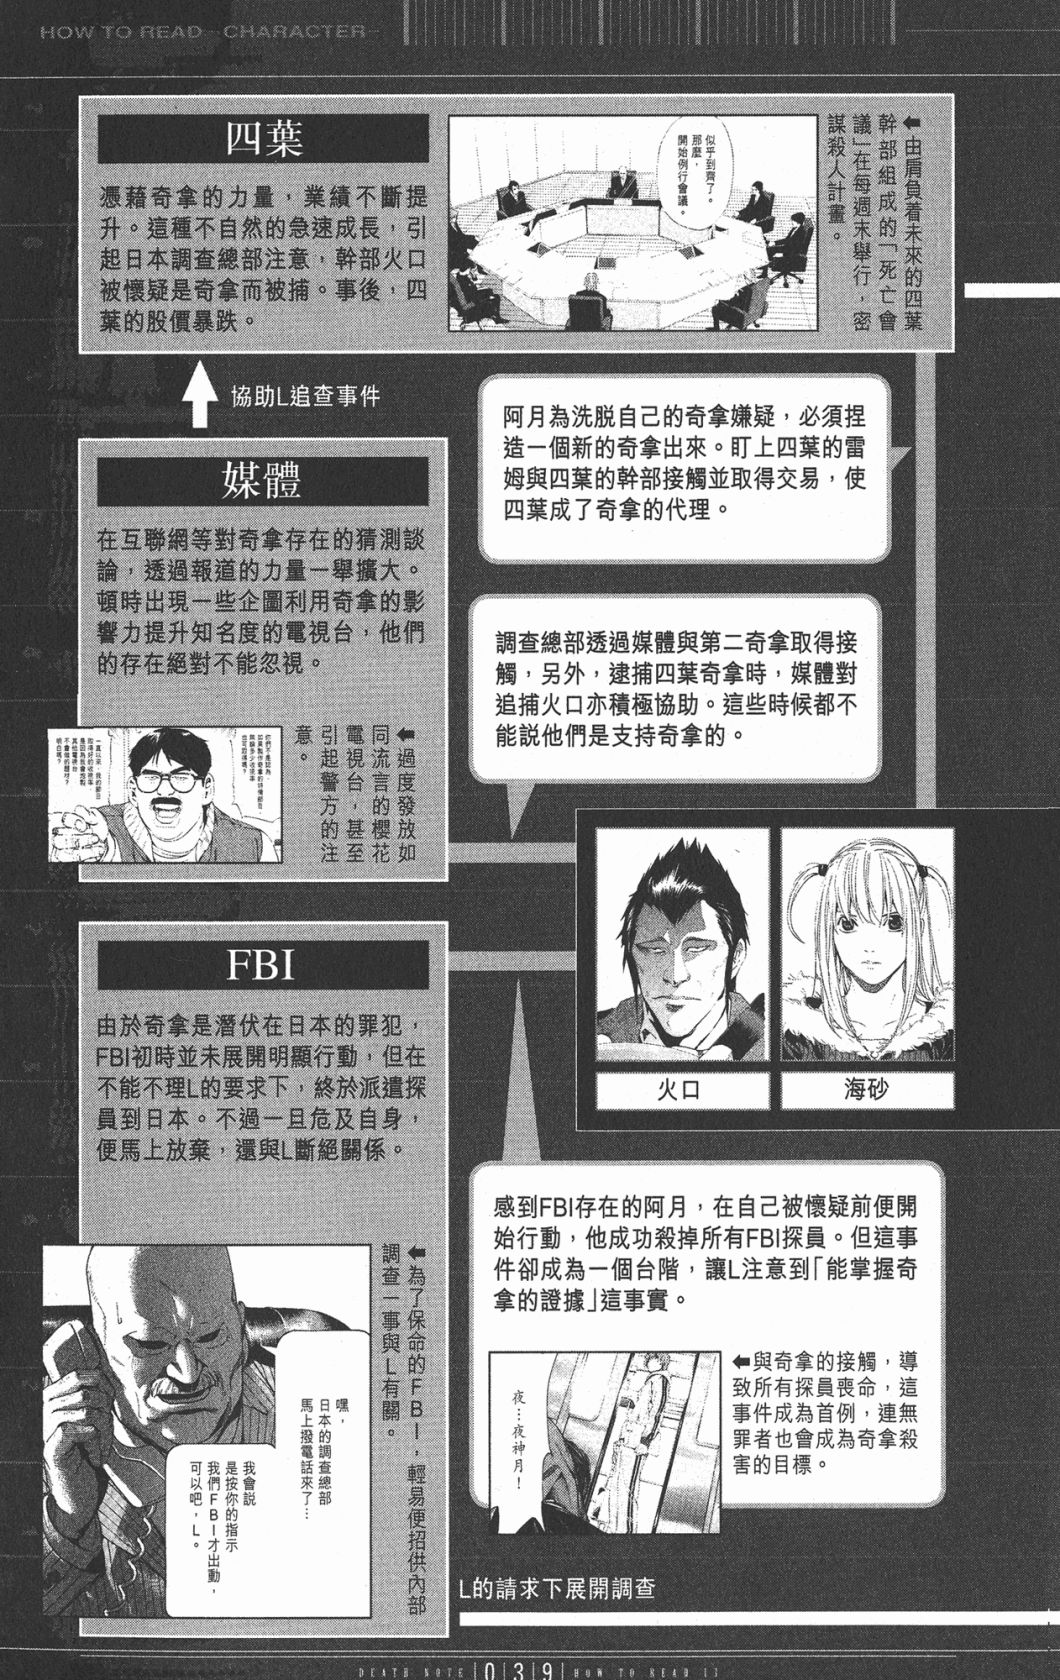 HOW TO READ -CHARACTER-
四葉
憑藉奇拿的力量，業績不斷提
升。這種不自然的急速成長，引
起日本調查總部注意，幹部火口
被懷疑是奇拿而被捕。事後，四
葉的股價暴跌。
似乎到齊了。
那麼，
開始例行會議。
⬅由肩負着未來的四葉
幹部組成的「死亡會
議」在每週末舉行，密
謀殺人計畫。
協助L追查事件
阿月為洗脱自己的奇拿嫌疑，必須捏
造一個新的奇拿出來。盯上四葉的雷
姆與四葉的幹部接觸並取得交易，使
四葉成了奇拿的代理。
媒體
在互聯網等對奇拿存在的猜測談
論，透過報道的力量一舉擴大。
頓時出現一些企圖利用奇拿的影
響力提升知名度的電視台，他們
的存在絕對不能忽視。
⬅過度發放如
同流言的櫻花
電視台，甚至
引起警方的注
意。
調查總部透過媒體與第二奇拿取得接
觸，另外，逮捕四葉奇拿時，媒體對
追捕火口亦積極協助。這些時候都不
能説他們是支持奇拿的。
火口
海砂
FBI
由於奇拿是潛伏在日本的罪犯，
FBI初時並未展開明顯行動，但在
不能不理L的要求下，終於派遣探
員到日本。不過一旦危及自身，
便馬上放棄，還與L斷絕關係。
⬅為了保命的FBI，輕易便招供內部
調查一事與L有關。
嘿，
日本的調查總部
馬上撥電話來了…
我會說
是按你的指示
我們FBI才出動，
可以吧，L。
感到FBI存在的阿月，在自己被懷疑前便開
始行動，他成功殺掉所有FBI探員。但這事
件卻成為一個台階，讓L注意到「能掌握奇
拿的證據」這事實。
夜…夜神月！
⬅與奇拿的接觸，導
致所有探員喪命，這
事件成為首例，連無
罪者也會成為奇拿殺
害的目標。
L的請求下展開調查
DEATH NOTE |0|3|9| HOW TO READ 13